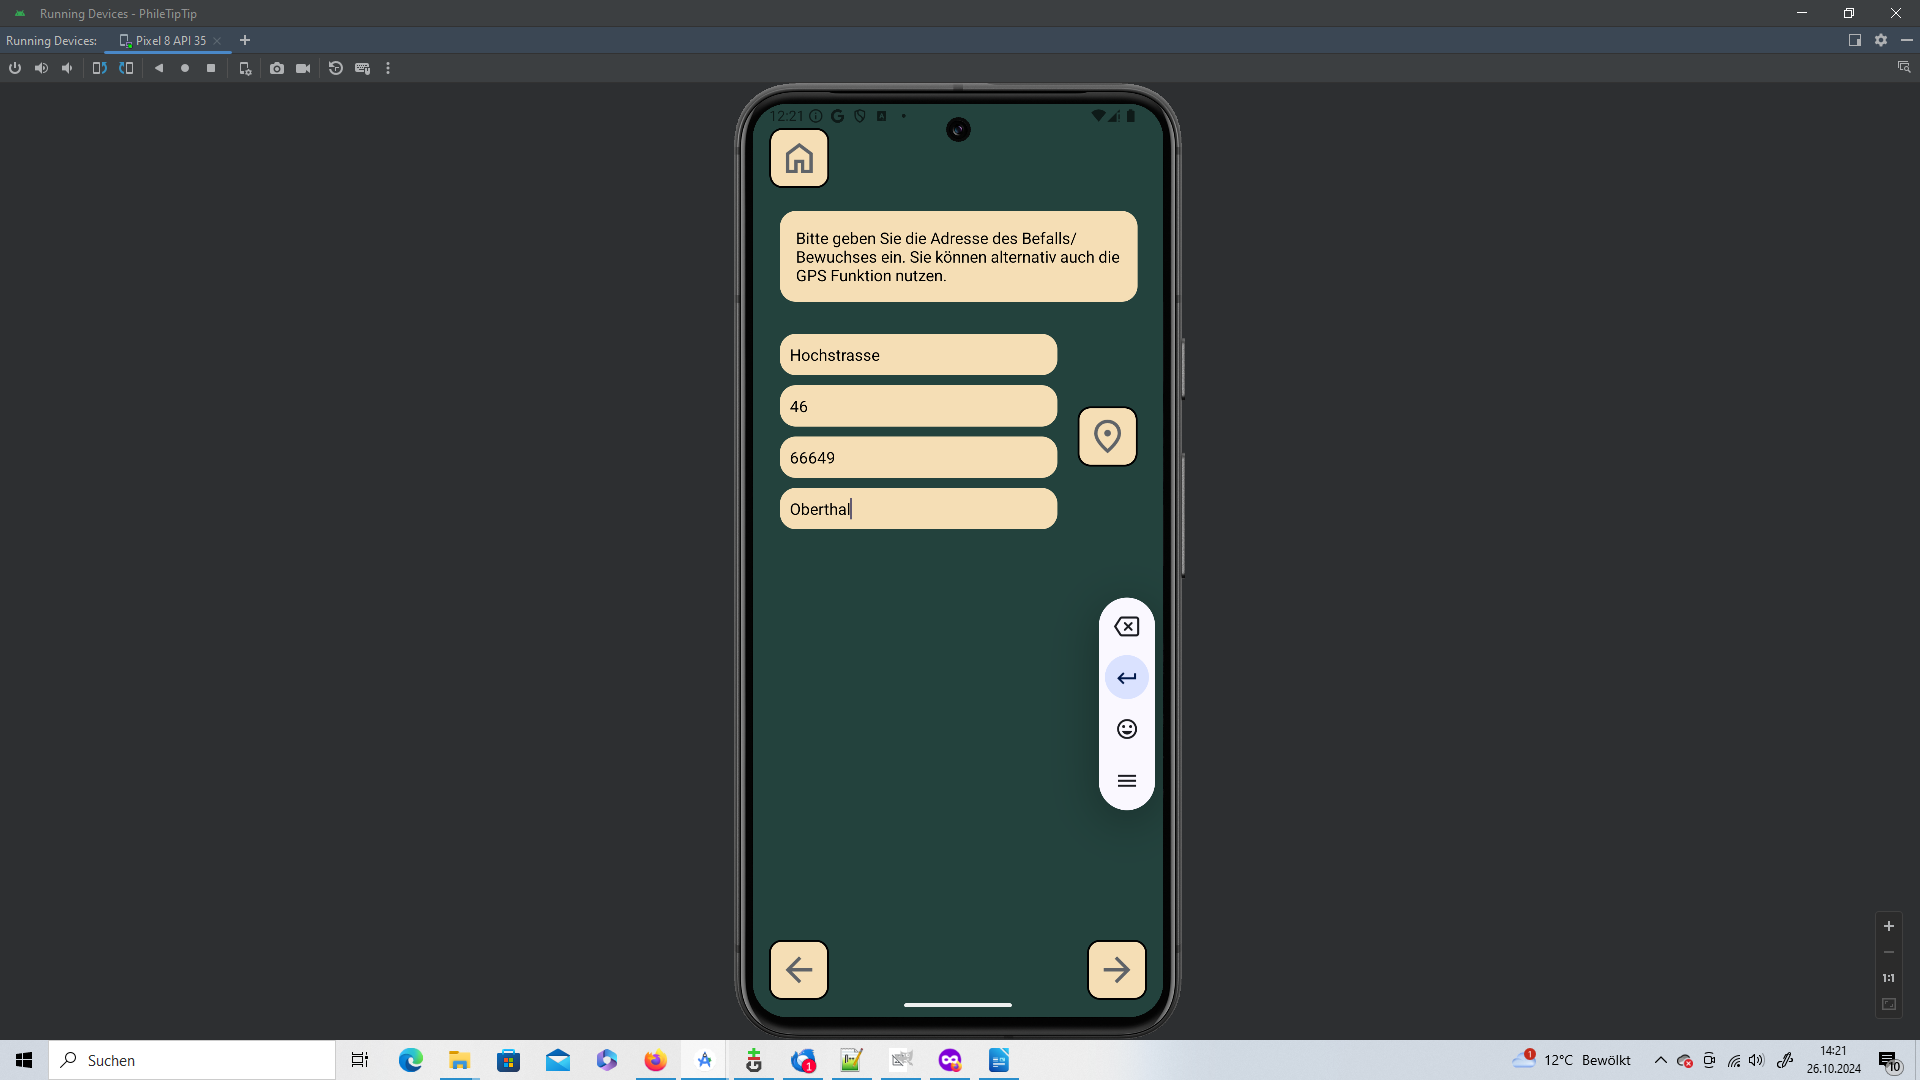 Running Devices - PhileTipTip
Running Devices:
Pixel 8 API 35
12:21
Bitte geben Sie die Adresse des Befalls/
Bewuchses ein. Sie können alternativ auch die
GPS Funktion nutzen.
Hochstrasse
46
66649
Oberthal
1:1
Suchen
1
1
12°C Bewölkt
14:21
26.10.2024
10